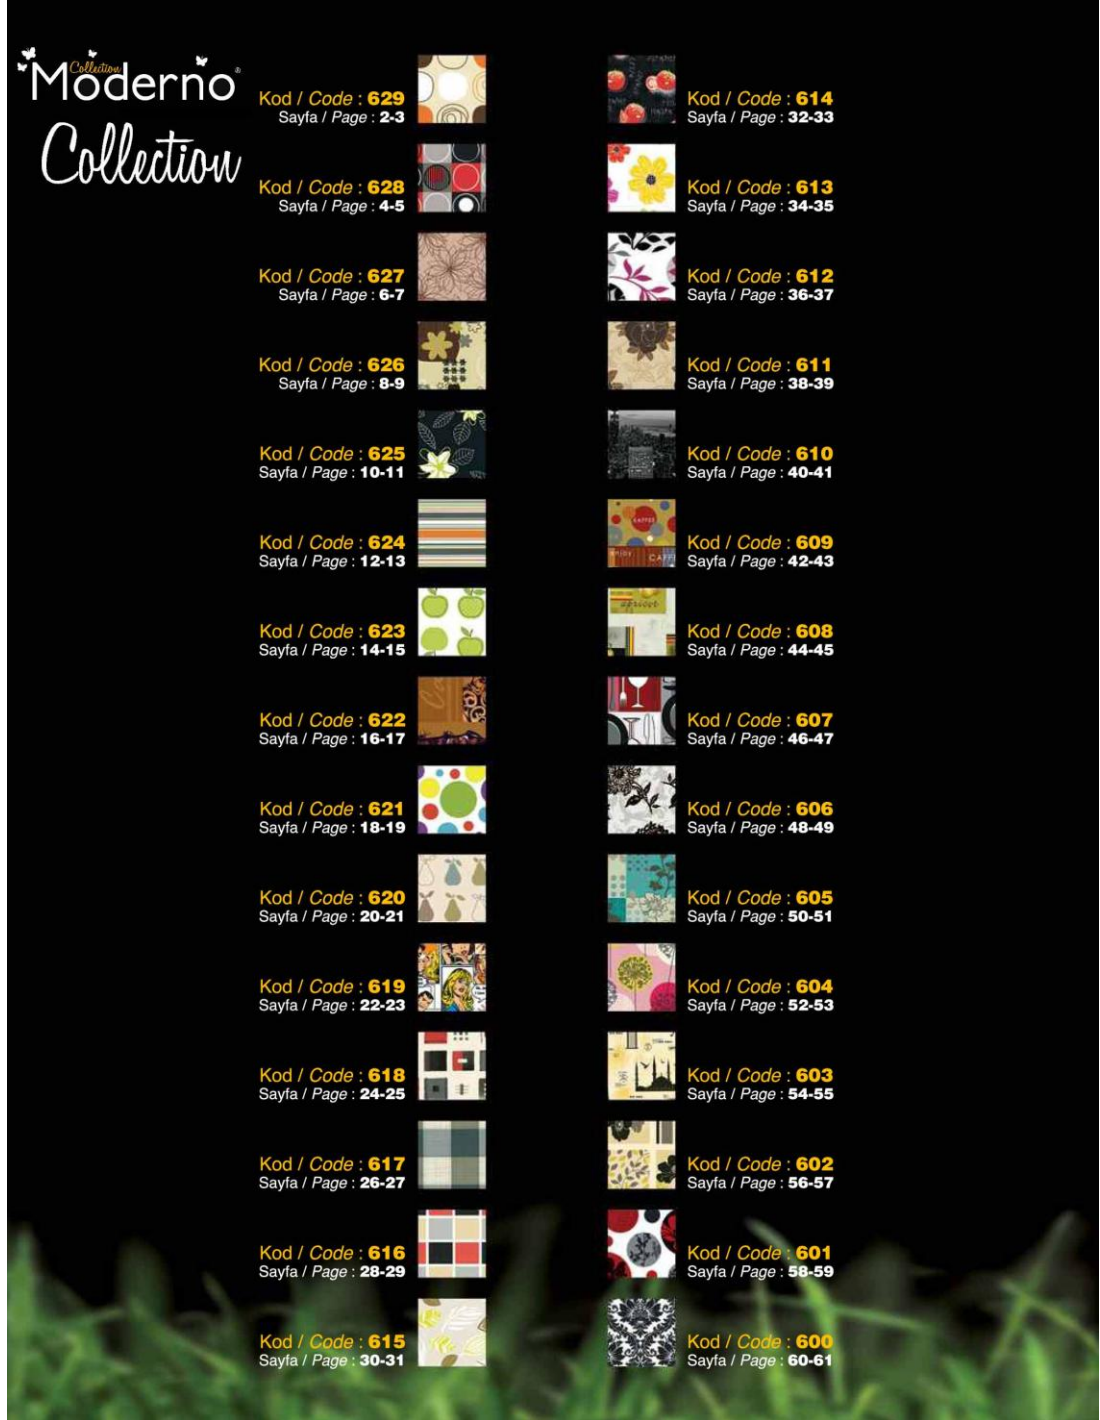 Collection
Moderno®
Collection
Kod / Code : 629
Sayfa / Page : 2-3
Kod / Code : 628
Sayfa / Page : 4-5
Kod / Code : 627
Sayfa / Page : 6-7
Kod / Code : 626
Sayfa / Page : 8-9
Kod / Code : 625
Sayfa / Page : 10-11
Kod / Code : 624
Sayfa / Page : 12-13
Kod / Code : 623
Sayfa / Page : 14-15
Kod / Code : 622
Sayfa / Page : 16-17
Kod / Code : 621
Sayfa / Page : 18-19
Kod / Code : 620
Sayfa / Page : 20-21
Kod / Code : 619
Sayfa / Page : 22-23
Kod / Code : 618
Sayfa / Page : 24-25
Kod / Code : 617
Sayfa / Page : 26-27
Kod / Code : 616
Sayfa / Page : 28-29
Kod / Code : 615
Sayfa / Page : 30-31
Kod / Code : 614
Sayfa / Page : 32-33
Kod / Code : 613
Sayfa / Page : 34-35
Kod / Code : 612
Sayfa / Page : 36-37
Kod / Code : 611
Sayfa / Page : 38-39
Kod / Code : 610
Sayfa / Page : 40-41
KAFFEE
enjoy
CAFE
Kod / Code : 609
Sayfa / Page : 42-43
apricot
Kod / Code : 608
Sayfa / Page : 44-45
Kod / Code : 607
Sayfa / Page : 46-47
Kod / Code : 606
Sayfa / Page : 48-49
Kod / Code : 605
Sayfa / Page : 50-51
Kod / Code : 604
Sayfa / Page : 52-53
Kod / Code : 603
Sayfa / Page : 54-55
Kod / Code : 602
Sayfa / Page : 56-57
Kod / Code : 601
Sayfa / Page : 58-59
Kod / Code : 600
Sayfa / Page : 60-61